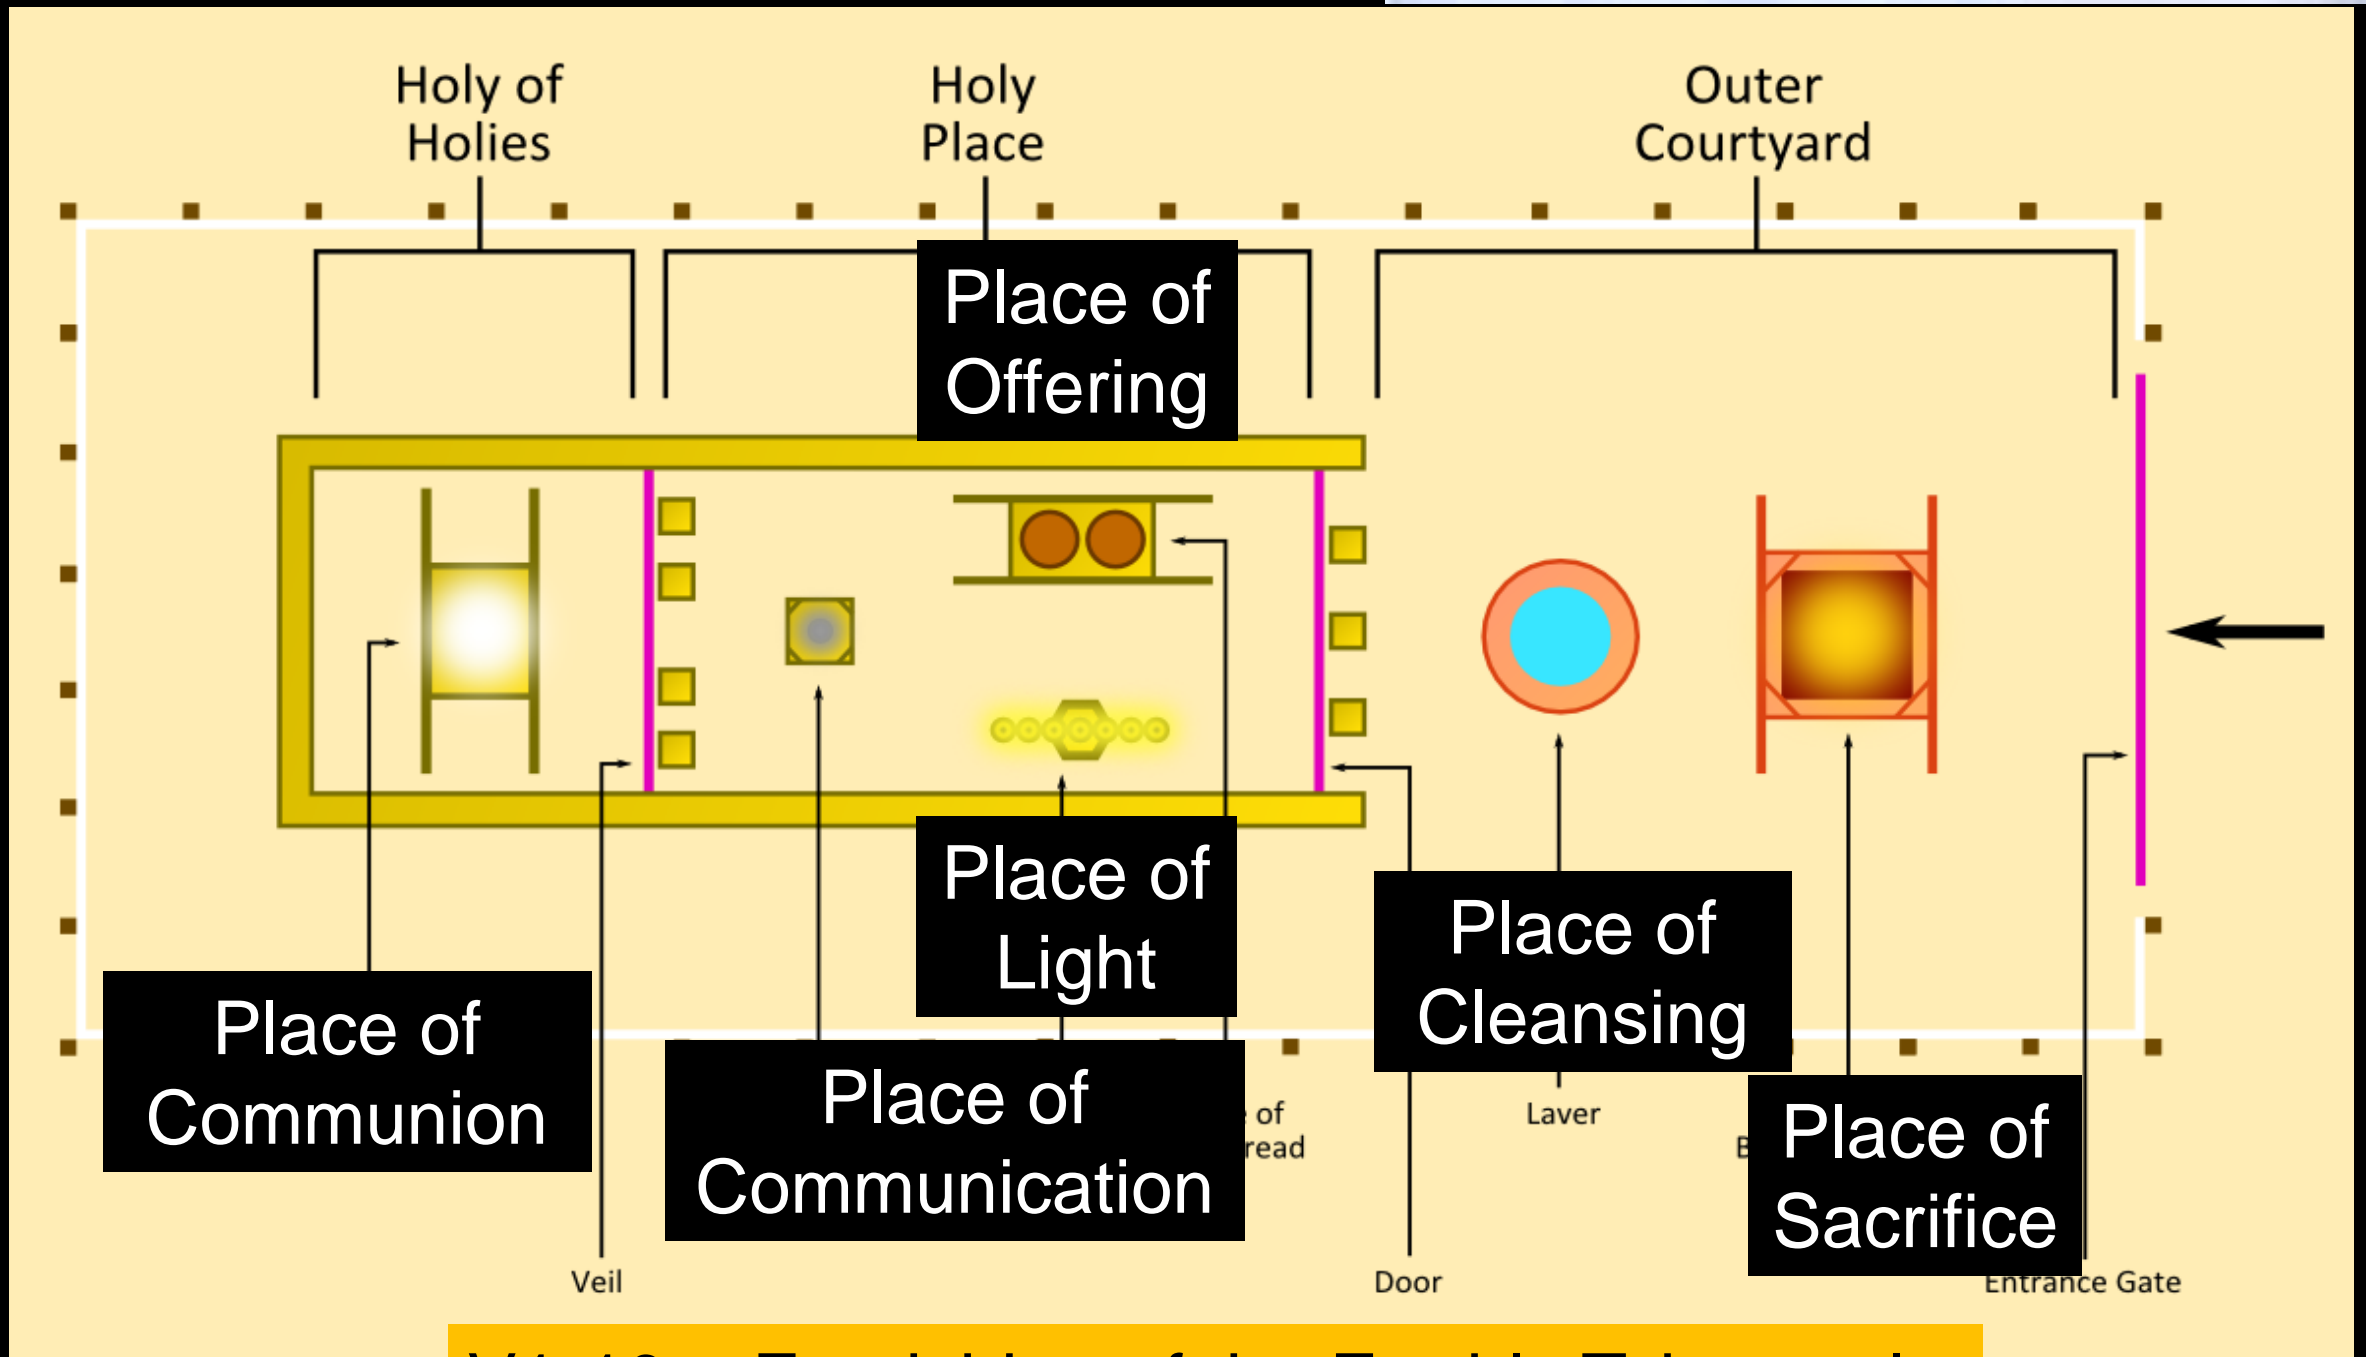 Holy of
Holies
Holy
Place
Outer
Courtyard
Place of
Offering
Place of
Light
Place of
Cleansing
Place of
Communion
Place of
Communication
of
read
Laver
Place of
Sacrifice
Veil
Door
Entrance Gate